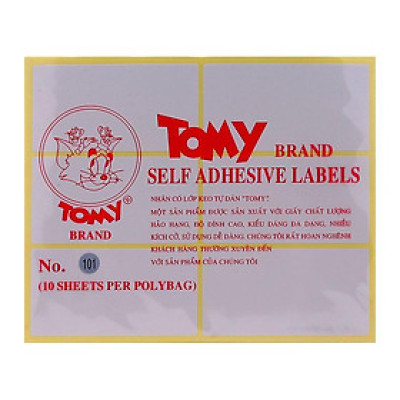 TOMY BRAND
SELF ADHESIVE LABELS
NHÃN CÓ LỚP KEO TỰ DÁN "TOMY".
MỘT SẢN PHẨM ĐƯỢC SẢN XUẤT VỚI GIẤY CHẤT LƯỢNG
HẢO HẠNG, ĐỘ DÍNH CAO, KIỂU DÁNG ĐA DẠNG, NHIỀU
KÍCH CỠ, SỬ DỤNG DỄ DÀNG. CHÚNG TÔI RẤT HOAN NGHÊNH
KHÁCH HÀNG THƯỜNG XUYÊN ĐẾN
VỚI SẢN PHẨM CỦA CHÚNG TÔI
TOMY®
BRAND
No. 101
(10 SHEETS PER POLYBAG)